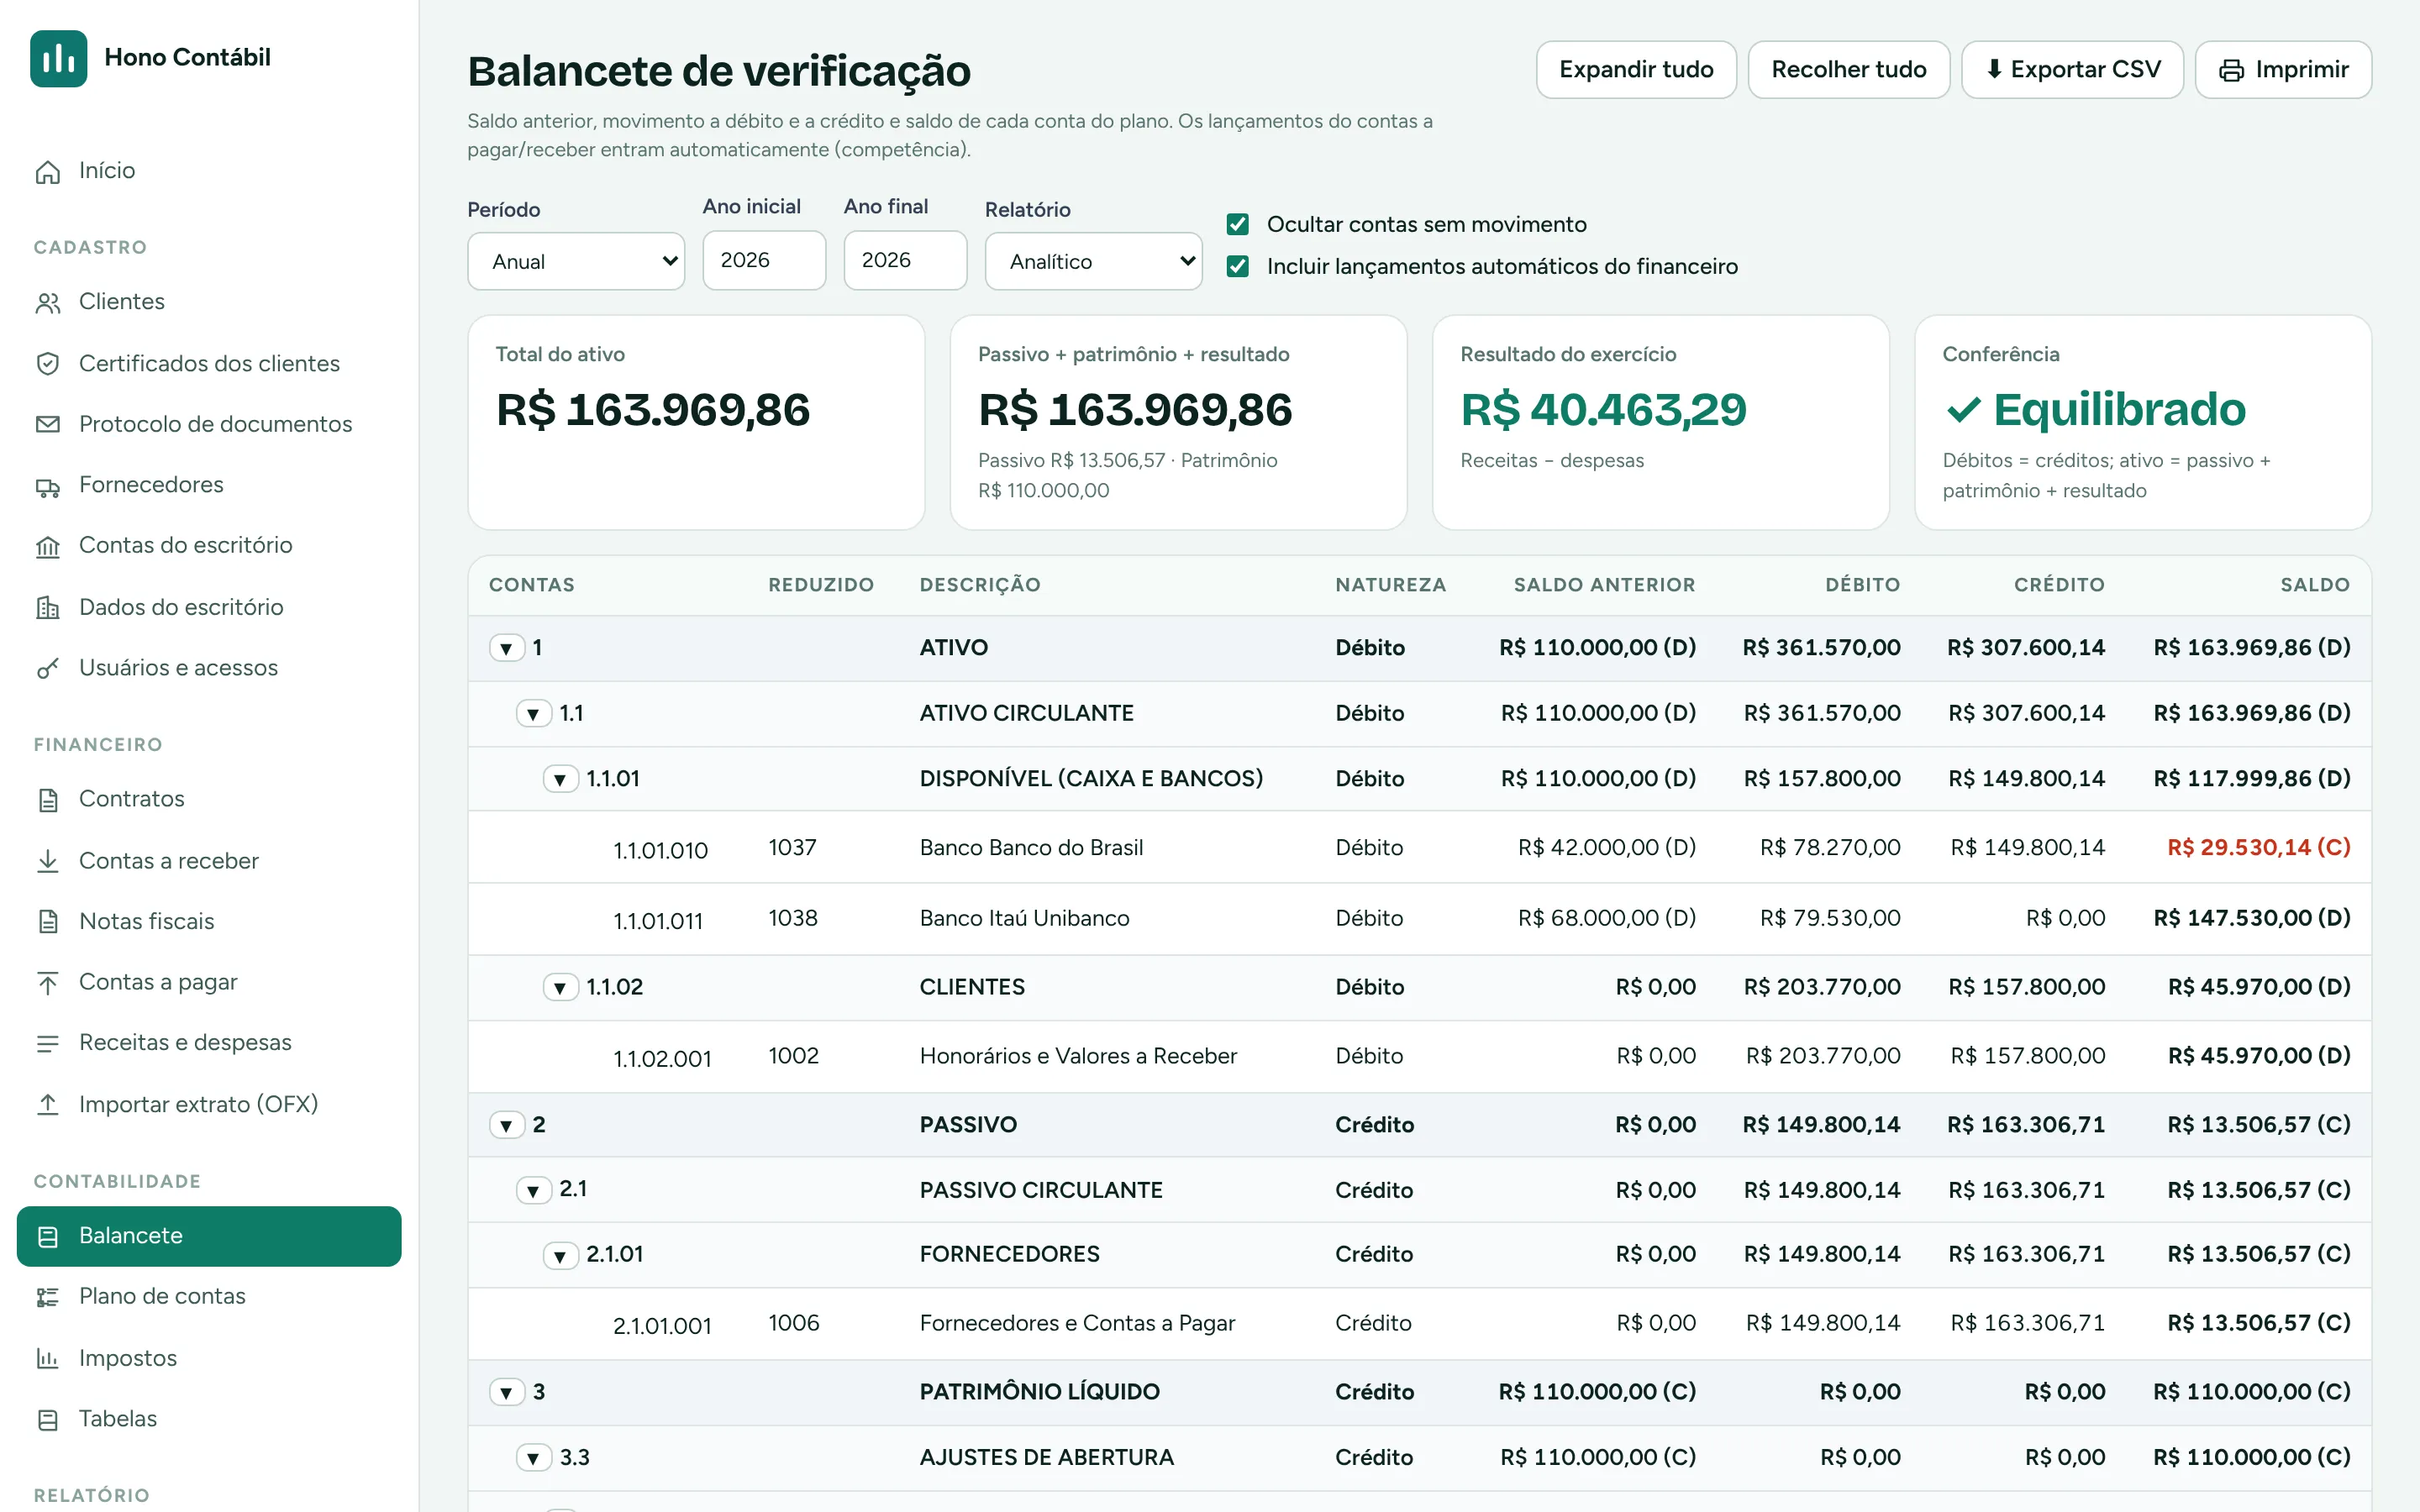 Hono Contábil
Início
CADASTRO
Clientes
Certificados dos clientes
Protocolo de documentos
Fornecedores
Contas do escritório
Dados do escritório
Usuários e acessos
FINANCEIRO
Contratos
Contas a receber
Notas fiscais
Contas a pagar
Receitas e despesas
Importar extrato (OFX)
CONTABILIDADE
Balancete
Plano de contas
Impostos
Tabelas
RELATÓRIO
Balancete de verificação
Expandir tudo Recolher tudo ⬇ Exportar CSV Imprimir
Saldo anterior, movimento a débito e a crédito e saldo de cada conta do plano. Os lançamentos do contas a
pagar/receber entram automaticamente (competência).
Período Ano inicial Ano final Relatório
Anual 2026 2026 Analítico
Ocultar contas sem movimento
Incluir lançamentos automáticos do financeiro
Total do ativo
R$ 163.969,86
Passivo + patrimônio + resultado
R$ 163.969,86
Passivo R$ 13.506,57 · Patrimônio
R$ 110.000,00
Resultado do exercício
R$ 40.463,29
Receitas − despesas
Conferência
✓ Equilibrado
Débitos = créditos; ativo = passivo +
patrimônio + resultado
CONTAS REDUZIDO DESCRIÇÃO NATUREZA SALDO ANTERIOR DÉBITO CRÉDITO SALDO
▼ 1 ATIVO Débito R$ 110.000,00 (D) R$ 361.570,00 R$ 307.600,14 R$ 163.969,86 (D)
▼ 1.1 ATIVO CIRCULANTE Débito R$ 110.000,00 (D) R$ 361.570,00 R$ 307.600,14 R$ 163.969,86 (D)
▼ 1.1.01 DISPONÍVEL (CAIXA E BANCOS) Débito R$ 110.000,00 (D) R$ 157.800,00 R$ 149.800,14 R$ 117.999,86 (D)
1.1.01.010 1037 Banco Banco do Brasil Débito R$ 42.000,00 (D) R$ 78.270,00 R$ 149.800,14 R$ 29.530,14 (C)
1.1.01.011 1038 Banco Itaú Unibanco Débito R$ 68.000,00 (D) R$ 79.530,00 R$ 0,00 R$ 147.530,00 (D)
▼ 1.1.02 CLIENTES Débito R$ 0,00 R$ 203.770,00 R$ 157.800,00 R$ 45.970,00 (D)
1.1.02.001 1002 Honorários e Valores a Receber Débito R$ 0,00 R$ 203.770,00 R$ 157.800,00 R$ 45.970,00 (D)
▼ 2 PASSIVO Crédito R$ 0,00 R$ 149.800,14 R$ 163.306,71 R$ 13.506,57 (C)
▼ 2.1 PASSIVO CIRCULANTE Crédito R$ 0,00 R$ 149.800,14 R$ 163.306,71 R$ 13.506,57 (C)
▼ 2.1.01 FORNECEDORES Crédito R$ 0,00 R$ 149.800,14 R$ 163.306,71 R$ 13.506,57 (C)
2.1.01.001 1006 Fornecedores e Contas a Pagar Crédito R$ 0,00 R$ 149.800,14 R$ 163.306,71 R$ 13.506,57 (C)
▼ 3 PATRIMÔNIO LÍQUIDO Crédito R$ 110.000,00 (C) R$ 0,00 R$ 0,00 R$ 110.000,00 (C)
▼ 3.3 AJUSTES DE ABERTURA Crédito R$ 110.000,00 (C) R$ 0,00 R$ 0,00 R$ 110.000,00 (C)